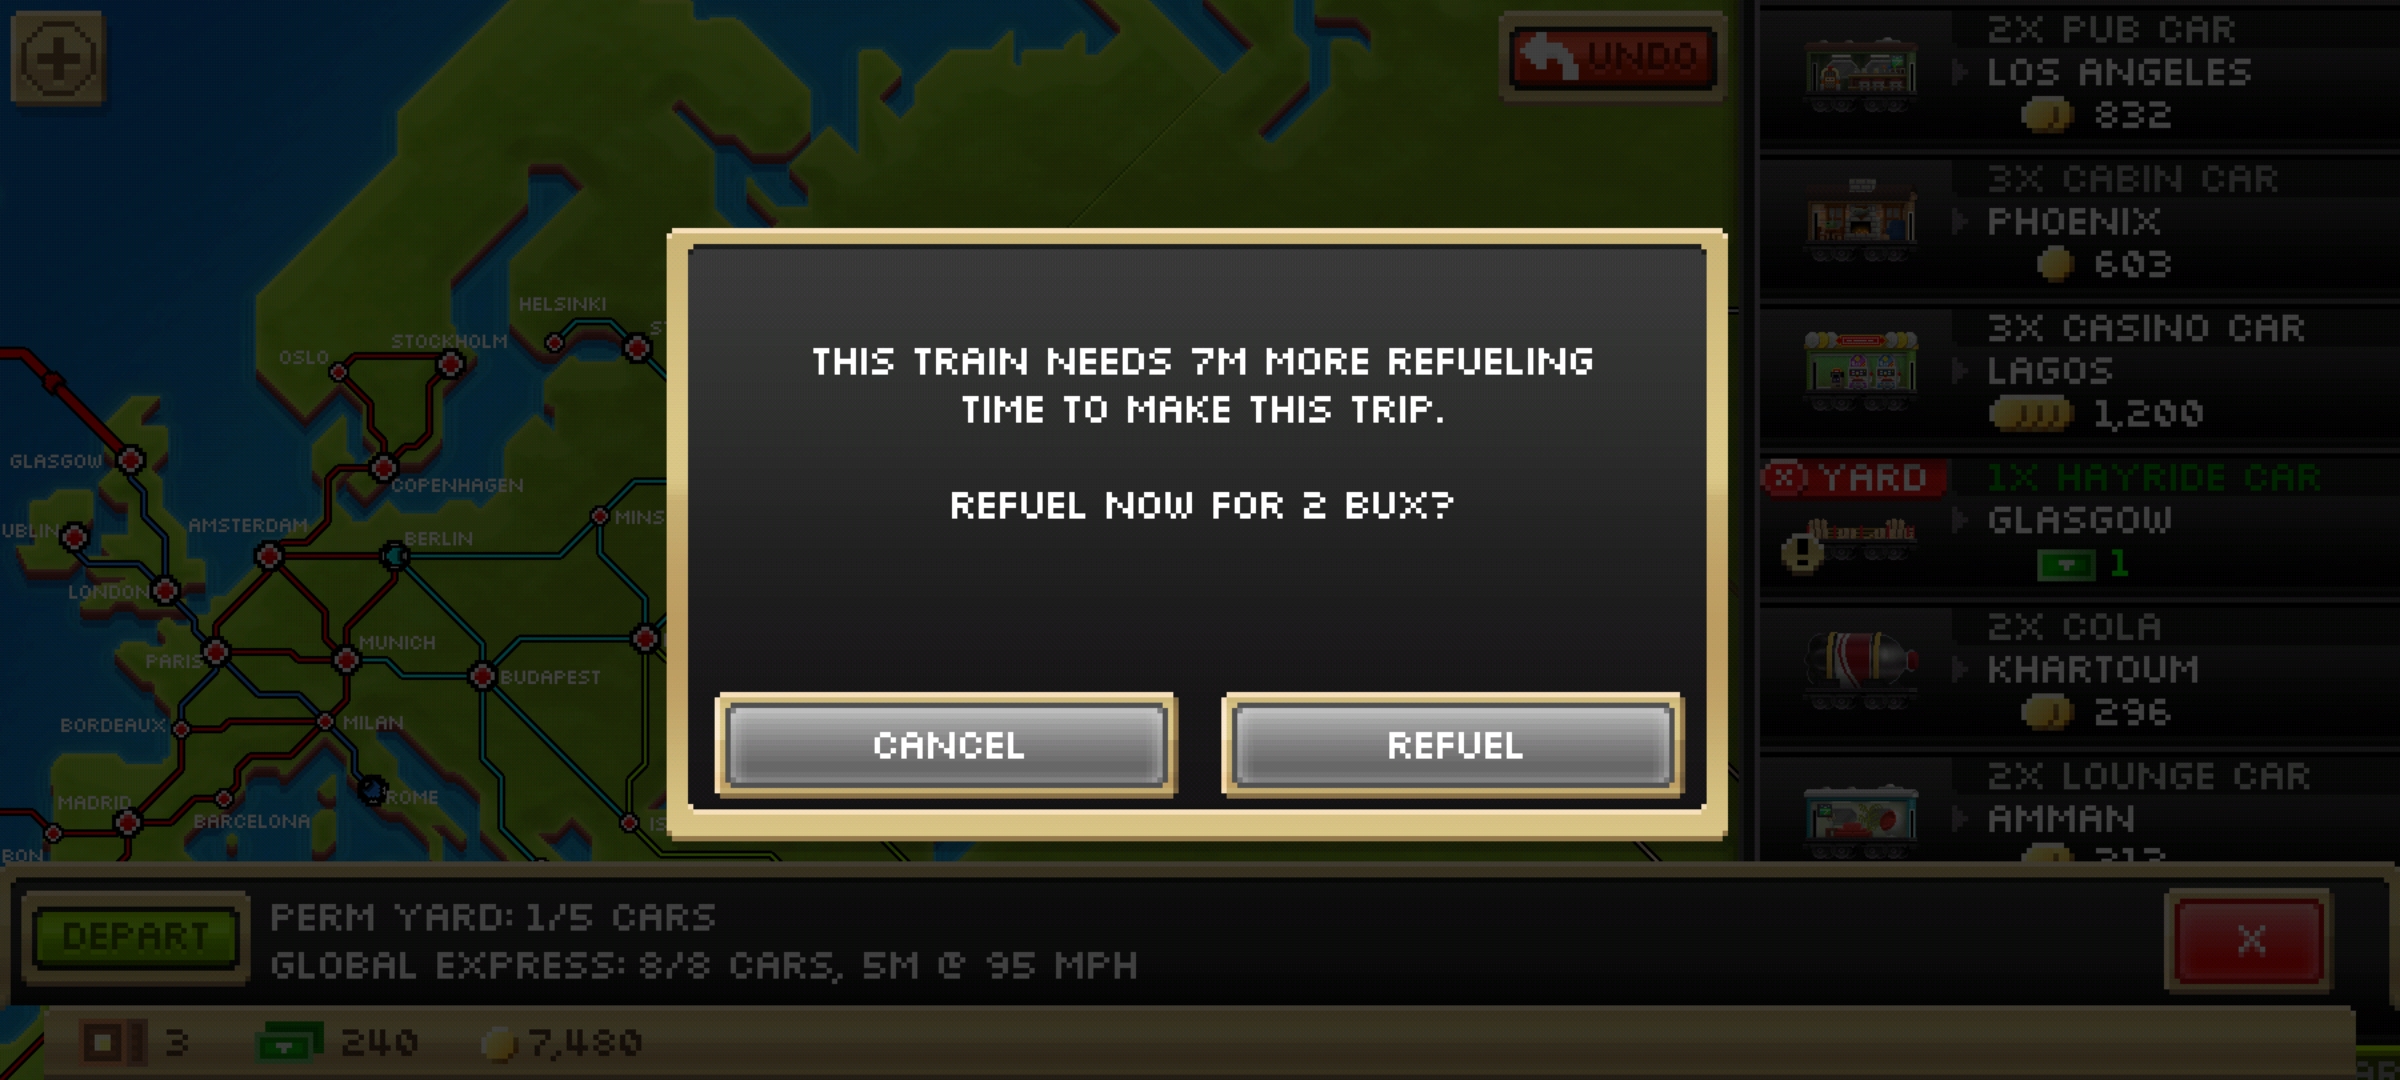 UNDO
2X PUB CAR
LOS ANGELES
832
3X CABIN CAR
PHOENIX
603
3X CASINO CAR
LAGOS
1,200
YARD
1X HAYRIDE CAR
GLASGOW
1
2X COLA
KHARTOUM
296
2X LOUNGE CAR
AMMAN
HELSINKI
STOCKHOLM
OSLO
GLASGOW
COPENHAGEN
AMSTERDAM
UBLIN
BERLIN
MINS
LONDON
MUNICH
PARIS
BUDAPEST
BORDEAUX
MILAN
ROME
MADRID
BARCELONA
BON
IS
THIS TRAIN NEEDS 7M MORE REFUELING
TIME TO MAKE THIS TRIP.
REFUEL NOW FOR 2 BUX?
CANCEL
REFUEL
DEPART
PERM YARD: 1/5 CARS
GLOBAL EXPRESS: 8/8 CARS, 5M @ 95 MPH
X
3
240
7,480